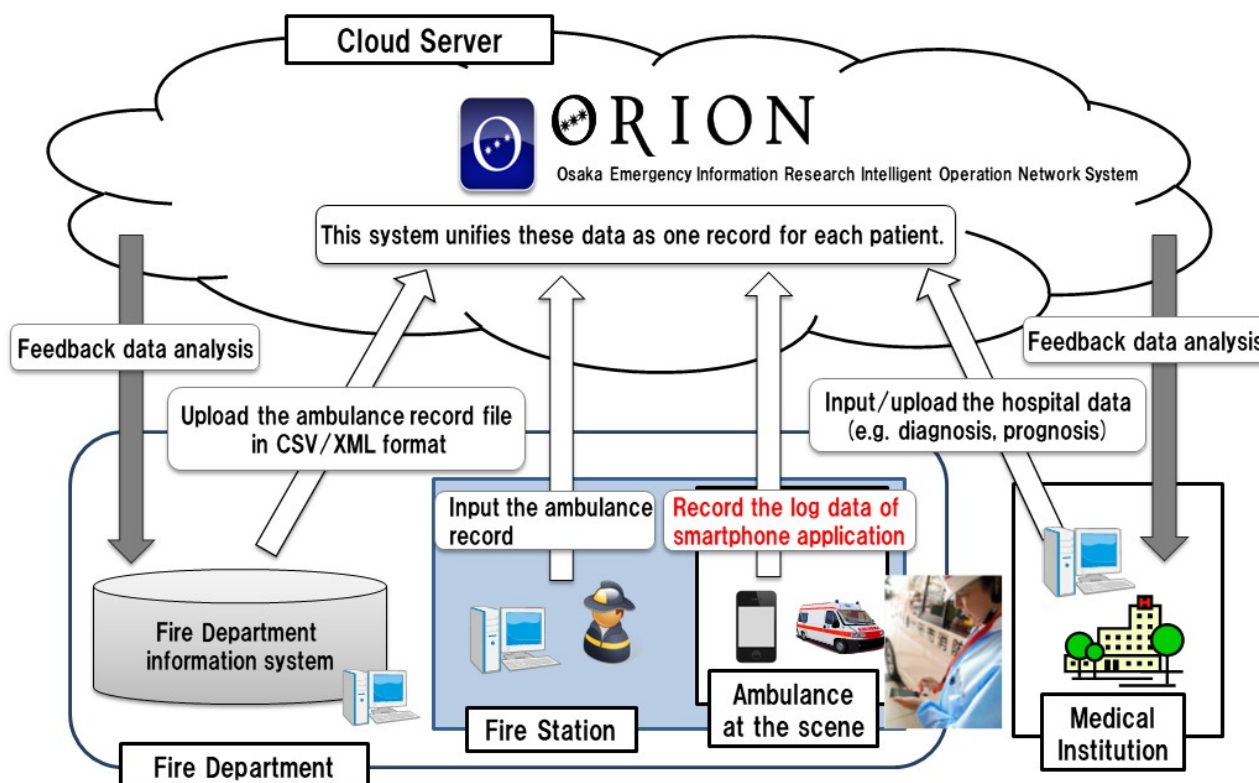 Cloud Server
O ORION
Osaka Emergency Information Research Intelligent Operation Network System
This system unifies these data as one record for each patient.
Feedback data analysis
Feedback data analysis
Upload the ambulance record file
in CSV/XML format
Input/upload the hospital data
(e.g. diagnosis, prognosis)
Input the ambulance
record
Record the log data of
smartphone application
Fire Department
information system
H
Fire Station
Ambulance
at the scene
Medical
Institution
Fire Department